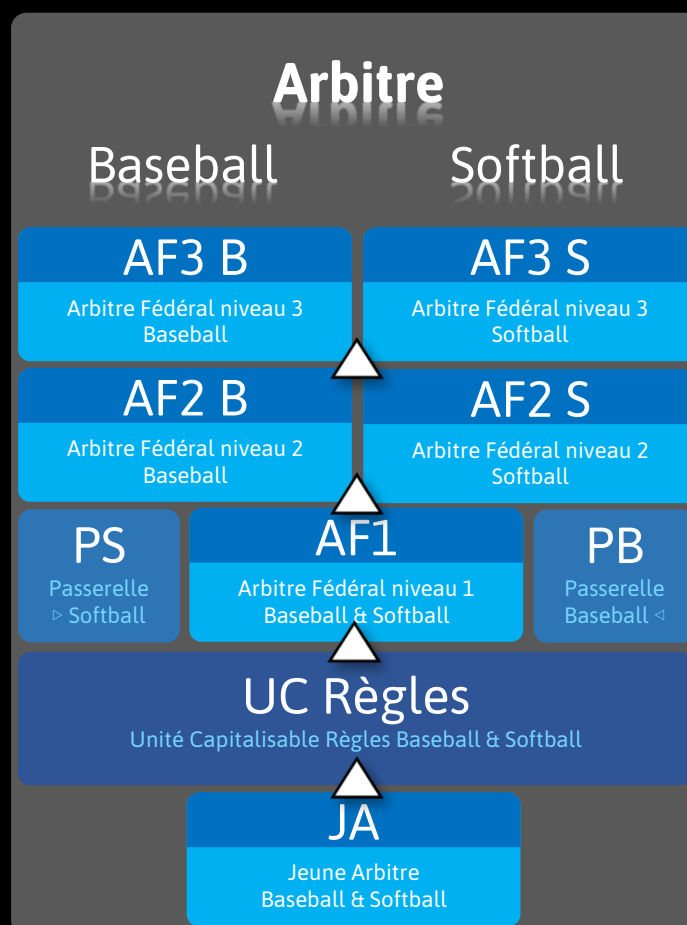 Arbitre
Baseball
Softball
AF3 B
Arbitre Fédéral niveau 3
Baseball
AF3 S
Arbitre Fédéral niveau 3
Softball
AF2 B
Arbitre Fédéral niveau 2
Baseball
AF2 S
Arbitre Fédéral niveau 2
Softball
PS
Passerelle
▷ Softball
AF1
Arbitre Fédéral niveau 1
Baseball & Softball
PB
Passerelle
Baseball ◁
UC Règles
Unité Capitalisable Règles Baseball & Softball
JA
Jeune Arbitre
Baseball & Softball